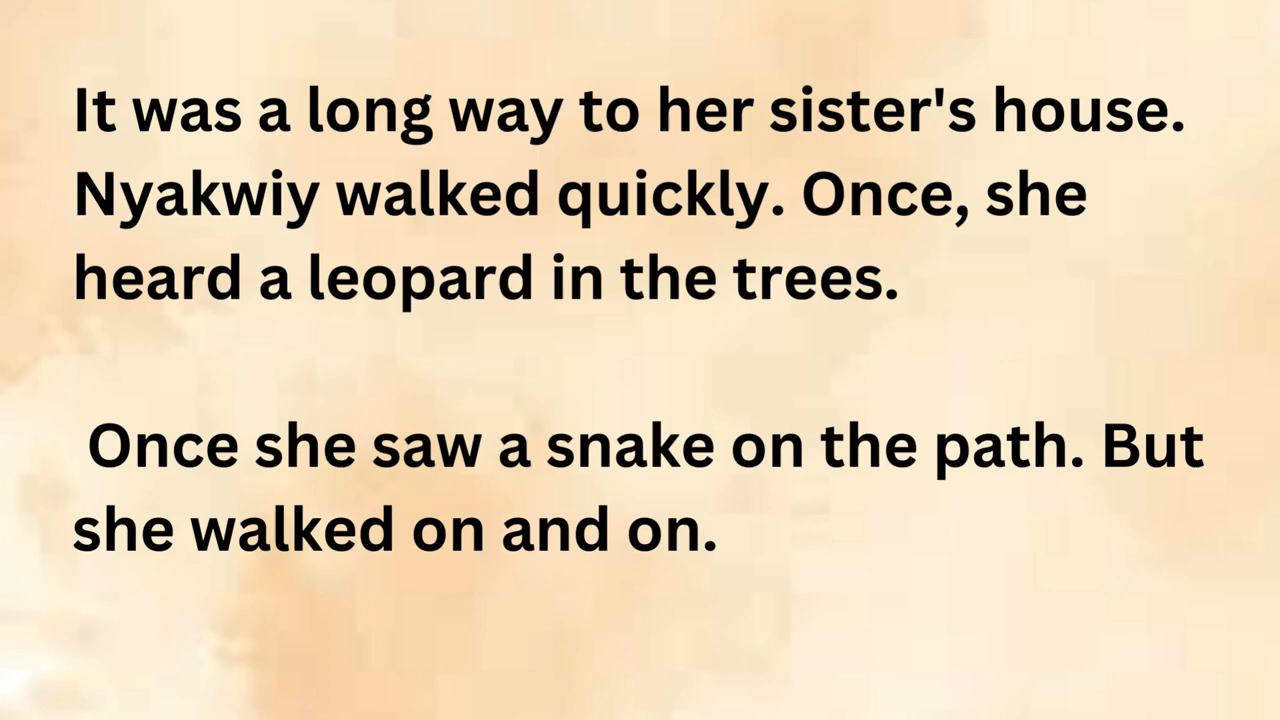 It was a long way to her sister's house.
Nyakwiy walked quickly. Once, she
heard a leopard in the trees.
Once she saw a snake on the path. But
she walked on and on.